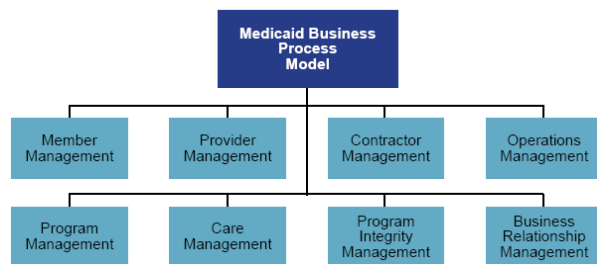 Medicaid Business
Process
Model
Member
Management
Provider
Management
Contractor
Management
Operations
Management
Program
Management
Care
Management
Program
Integrity
Management
Business
Relationship
Management